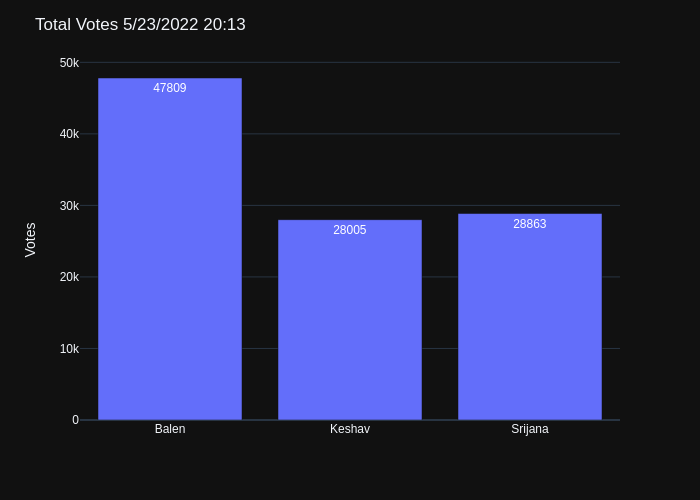 Total Votes 5/23/2022 20:13
Votes
50k
40k
30k
20k
10k
0
47809
28005
28863
Balen
Keshav
Srijana